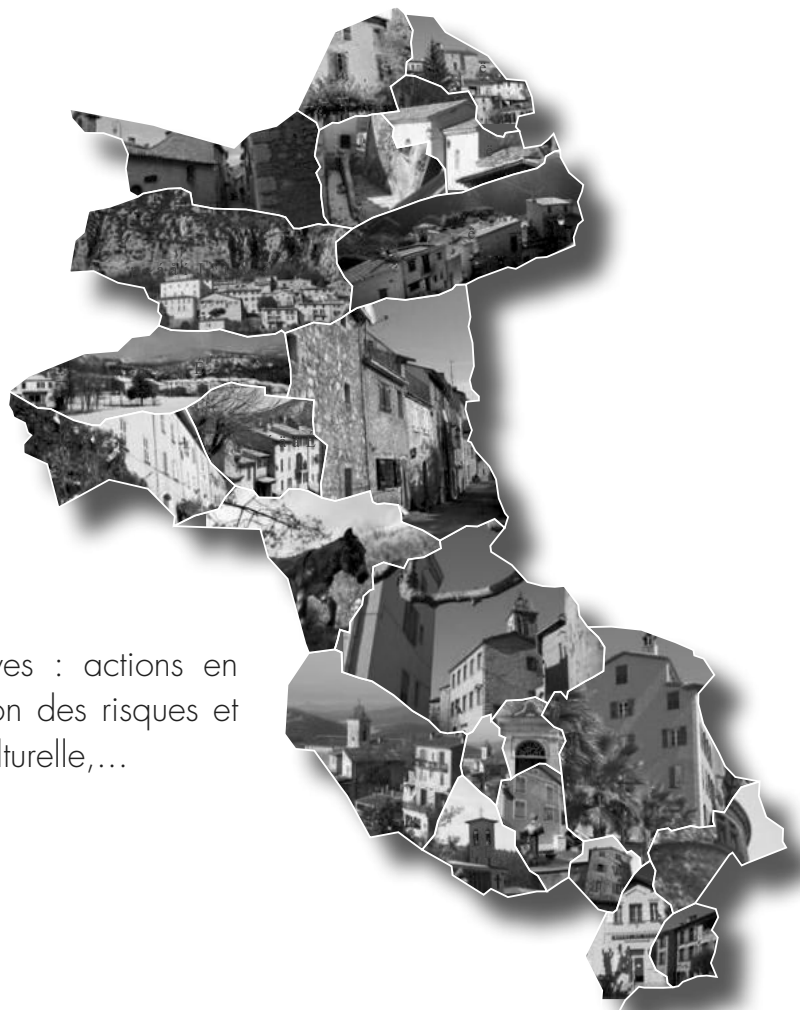 ves : actions en
on des risques et
lturelle,...